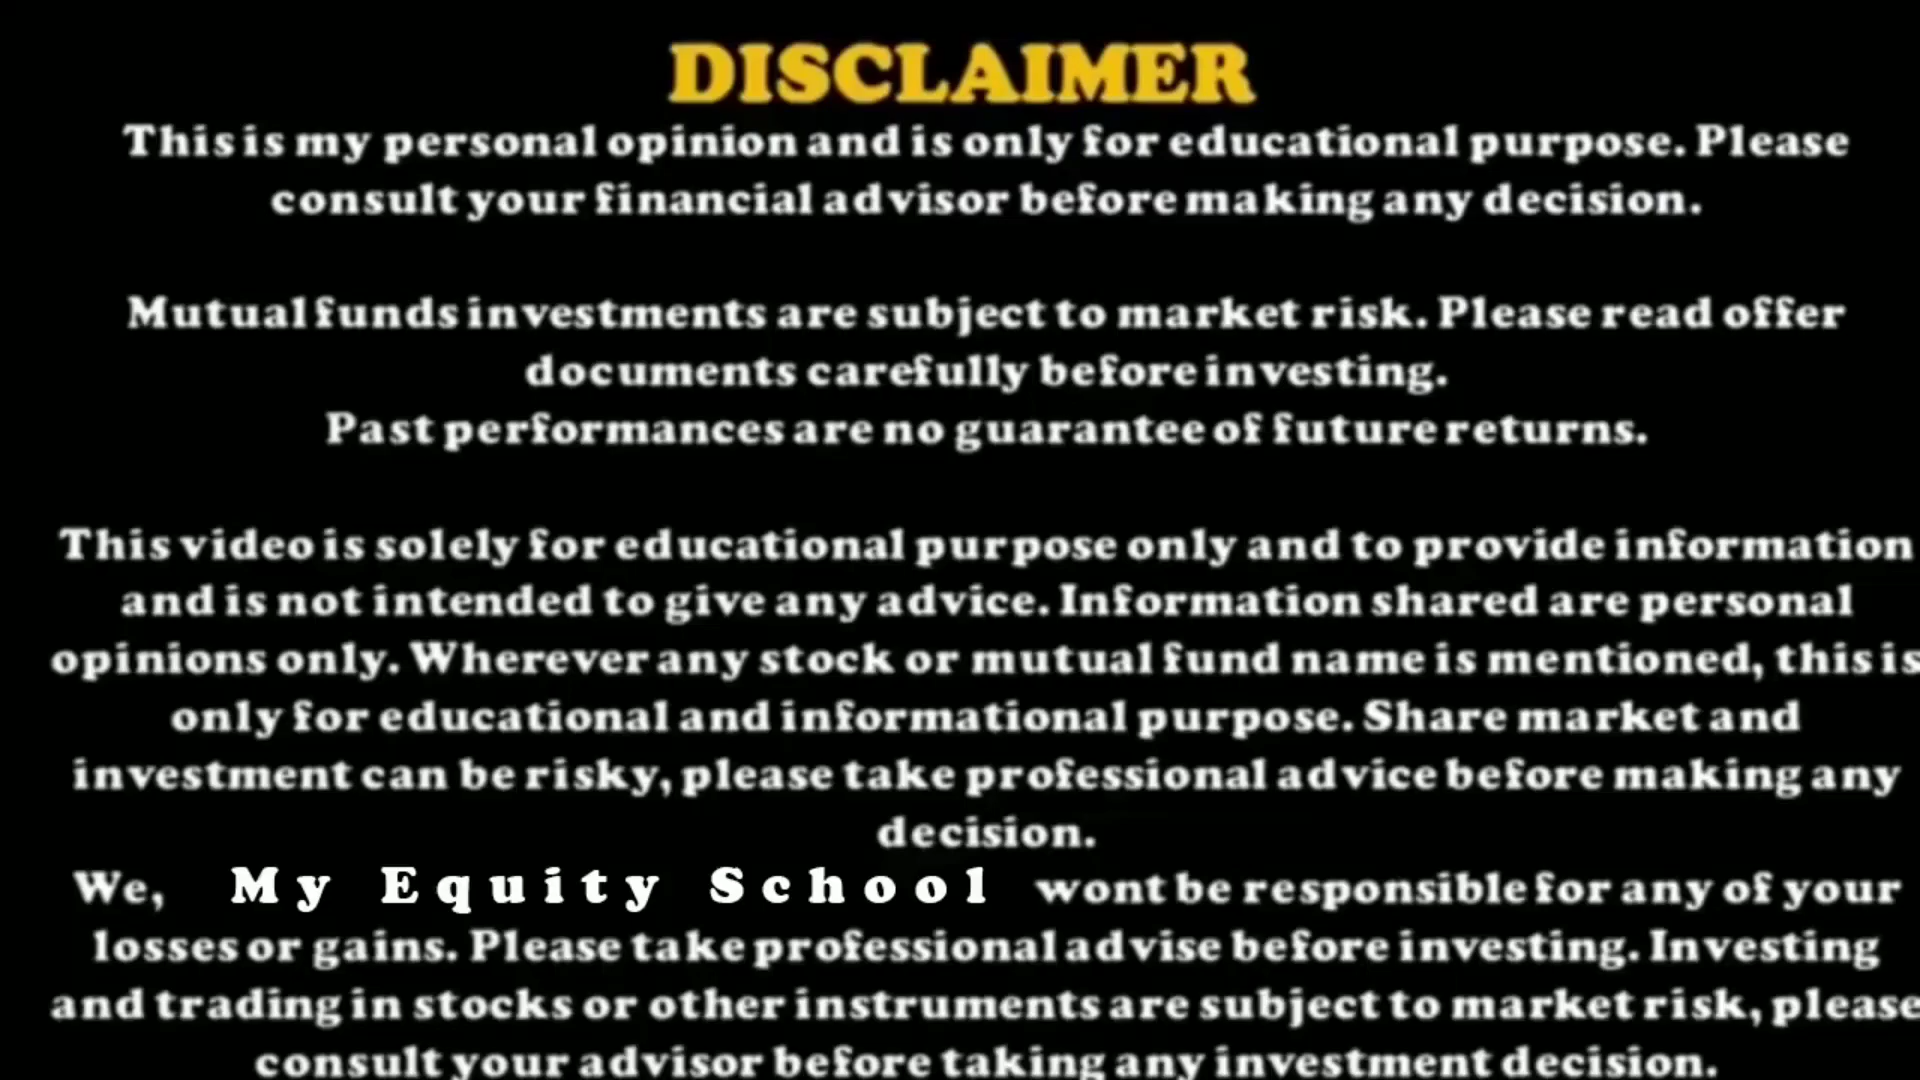 DISCLAIMER
This is my personal opinion and is only for educational purpose. Please
consult your financial advisor before making any decision.
Mutual funds investments are subject to market risk. Please read offer
documents carefully before investing.
Past performances are no guarantee of future returns.
This video is solely for educational purpose only and to provide information
and is not intended to give any advice. Information shared are personal
opinions only. Wherever any stock or mutual fund name is mentioned, this is
only for educational and informational purpose. Share market and
investment can be risky, please take professional advice before making any
decision.
We, My Equity School wont be responsible for any of your
losses or gains. Please take professional advise before investing. Investing
and trading in stocks or other instruments are subject to market risk, please
consult your advisor before taking any investment decision.